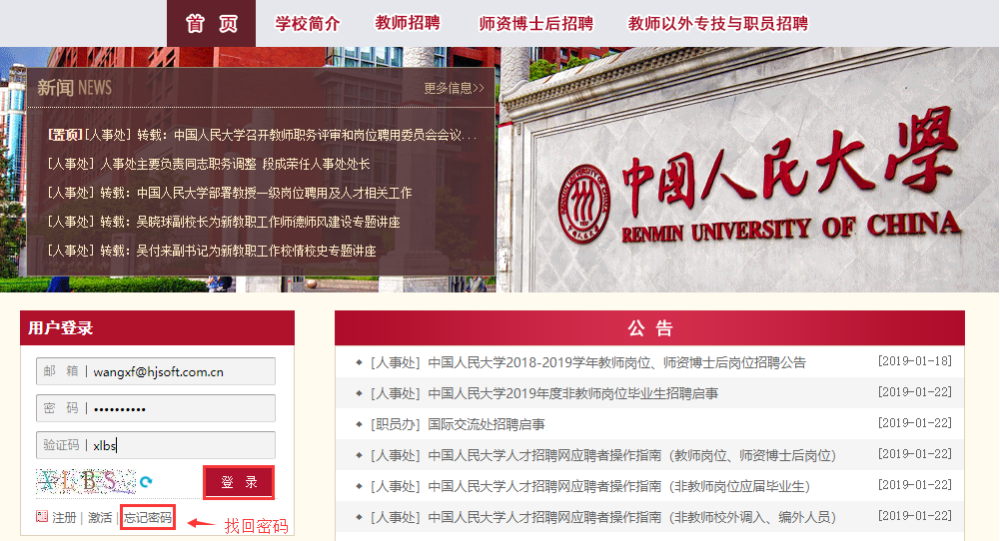 首 页 学校简介 教师招聘 师资博士后招聘 教师以外专技与职员招聘
新闻 NEWS 更多信息>>
[置顶][人事处] 转载：中国人民大学召开教师职务评审和岗位聘用委员会会议...
[人事处] 人事处主要负责同志职务调整 段成荣任人事处处长
[人事处] 转载：中国人民大学部署教授一级岗位聘用及人才相关工作
[人事处] 转载：吴晓球副校长为新教职工作师德师风建设专题讲座
[人事处] 转载：吴付来副书记为新教职工作校情校史专题讲座
中国人民大学
RENMIN UNIVERSITY OF CHINA
用户登录
邮 箱 | wangxf@hjsoft.com.cn
密 码 | ••••••••••
验证码 | xlbs
XLBS
登 录
注册 | 激活 | 忘记密码
找回密码
公 告
[人事处] 中国人民大学2018-2019学年教师岗位、师资博士后岗位招聘公告 [2019-01-18]
[人事处] 中国人民大学2019年度非教师岗位毕业生招聘启事 [2019-01-22]
[职员办] 国际交流处招聘启事 [2019-01-22]
[人事处] 中国人民大学人才招聘网应聘者操作指南（教师岗位、师资博士后岗位） [2019-01-22]
[人事处] 中国人民大学人才招聘网应聘者操作指南（非教师岗位应届毕业生） [2019-01-22]
[人事处] 中国人民大学人才招聘网应聘者操作指南（非教师校外调入、编外人员） [2019-01-22]